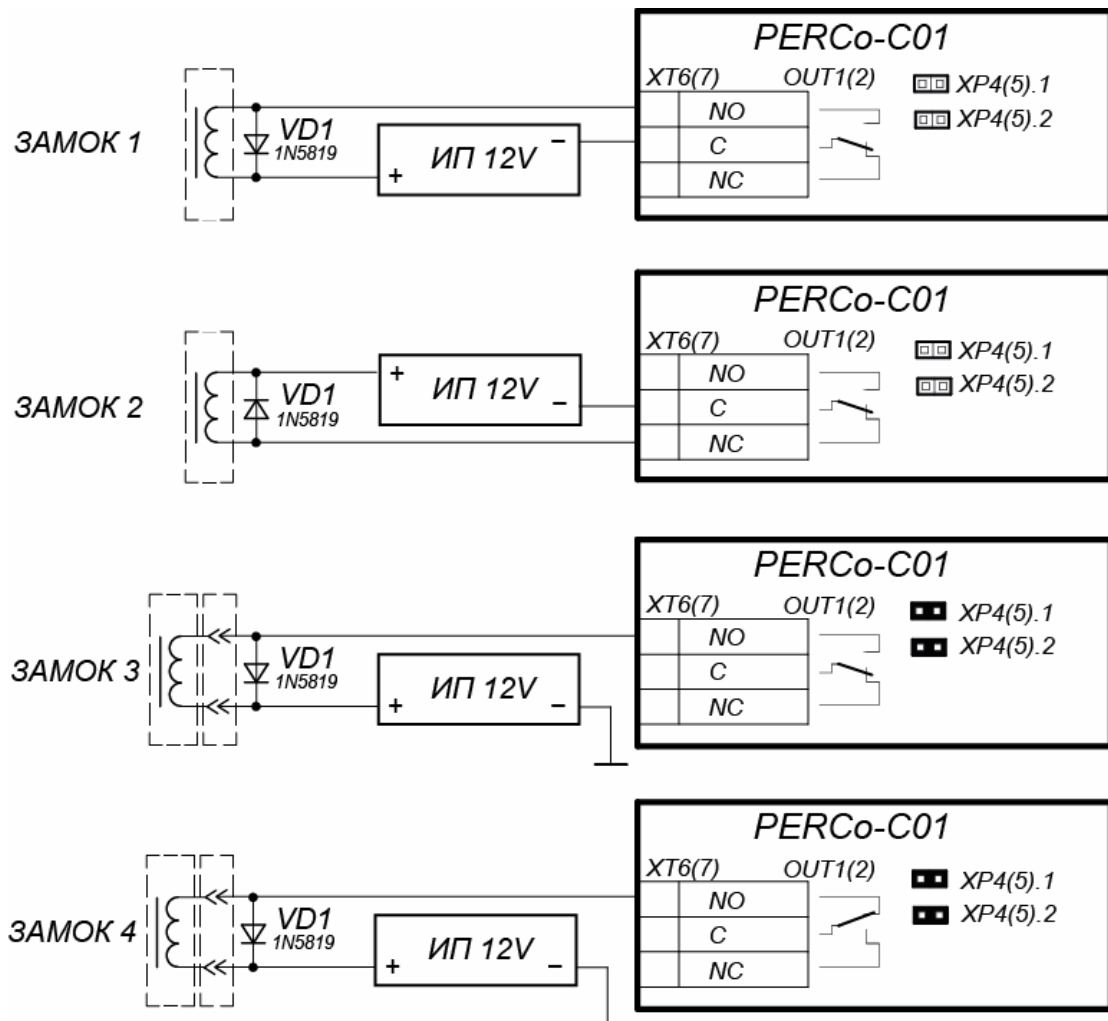 PERCo-C01
XT6(7) OUT1(2) XP4(5).1
NO
XP4(5).2
ЗАМОК 1
VD1
1N5819
ИП 12V
+ −
C
NC
PERCo-C01
XT6(7) OUT1(2) XP4(5).1
NO
XP4(5).2
ЗАМОК 2
VD1
1N5819
+ −
ИП 12V
C
NC
PERCo-C01
XT6(7) OUT1(2) XP4(5).1
NO
XP4(5).2
ЗАМОК 3
VD1
1N5819
ИП 12V
+ −
C
NC
PERCo-C01
XT6(7) OUT1(2) XP4(5).1
NO
XP4(5).2
ЗАМОК 4
VD1
1N5819
ИП 12V
+ −
C
NC